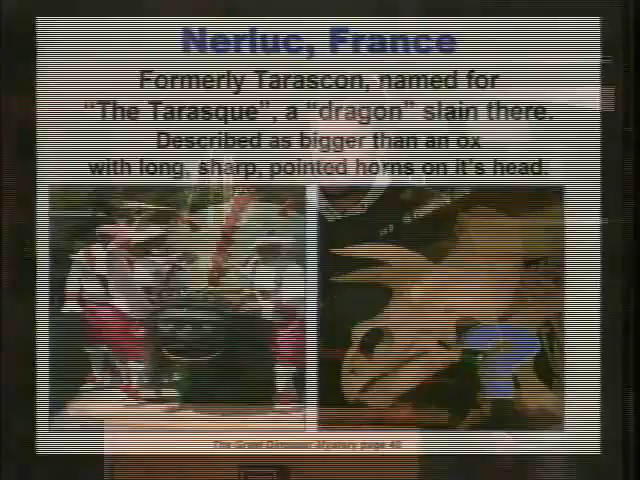 Nerluc, France
Formerly Tarascon, named for
"The Tarasque", a "dragon" slain there.
Described as bigger than an ox
with long, sharp, pointed horns on it's head.
The Great Dinosaur Mystery page 40